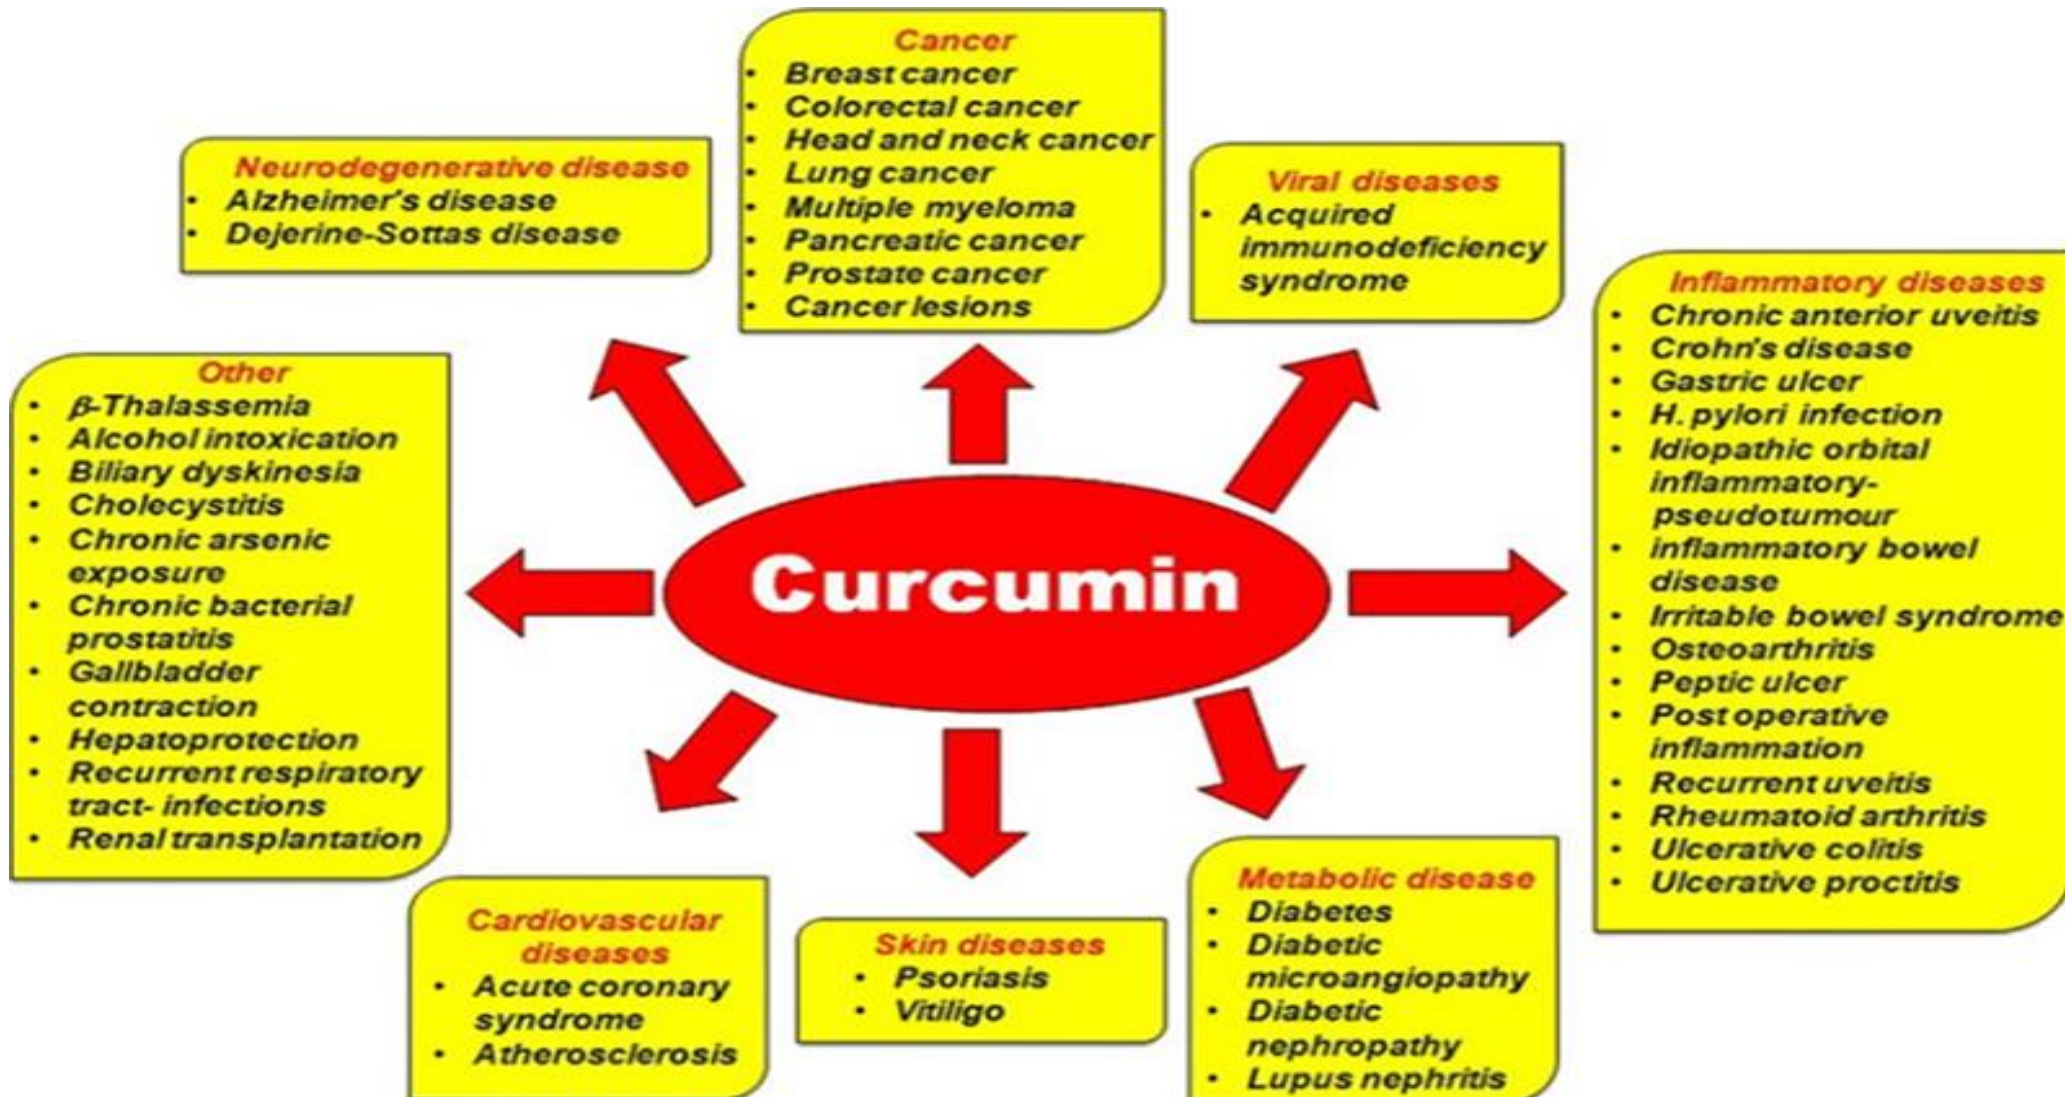 Cancer
• Breast cancer
• Colorectal cancer
• Head and neck cancer
• Lung cancer
• Multiple myeloma
• Pancreatic cancer
• Prostate cancer
• Cancer lesions
Neurodegenerative disease
• Alzheimer's disease
• Dejerine-Sottas disease
Viral diseases
• Acquired
immunodeficiency
syndrome
Inflammatory diseases
• Chronic anterior uveitis
• Crohn's disease
• Gastric ulcer
• H. pylori infection
• Idiopathic orbital
inflammatory-
pseudotumour
• inflammatory bowel
disease
• Irritable bowel syndrome
• Osteoarthritis
• Peptic ulcer
• Post operative
inflammation
• Recurrent uveitis
• Rheumatoid arthritis
• Ulcerative colitis
• Ulcerative proctitis
Other
• β-Thalassemia
• Alcohol intoxication
• Biliary dyskinesia
• Cholecystitis
• Chronic arsenic
exposure
• Chronic bacterial
prostatitis
• Gallbladder
contraction
• Hepatoprotection
• Recurrent respiratory
tract- infections
• Renal transplantation
Curcumin
Cardiovascular
diseases
• Acute coronary
syndrome
• Atherosclerosis
Skin diseases
• Psoriasis
• Vitiligo
Metabolic disease
• Diabetes
• Diabetic
microangiopathy
• Diabetic
nephropathy
• Lupus nephritis